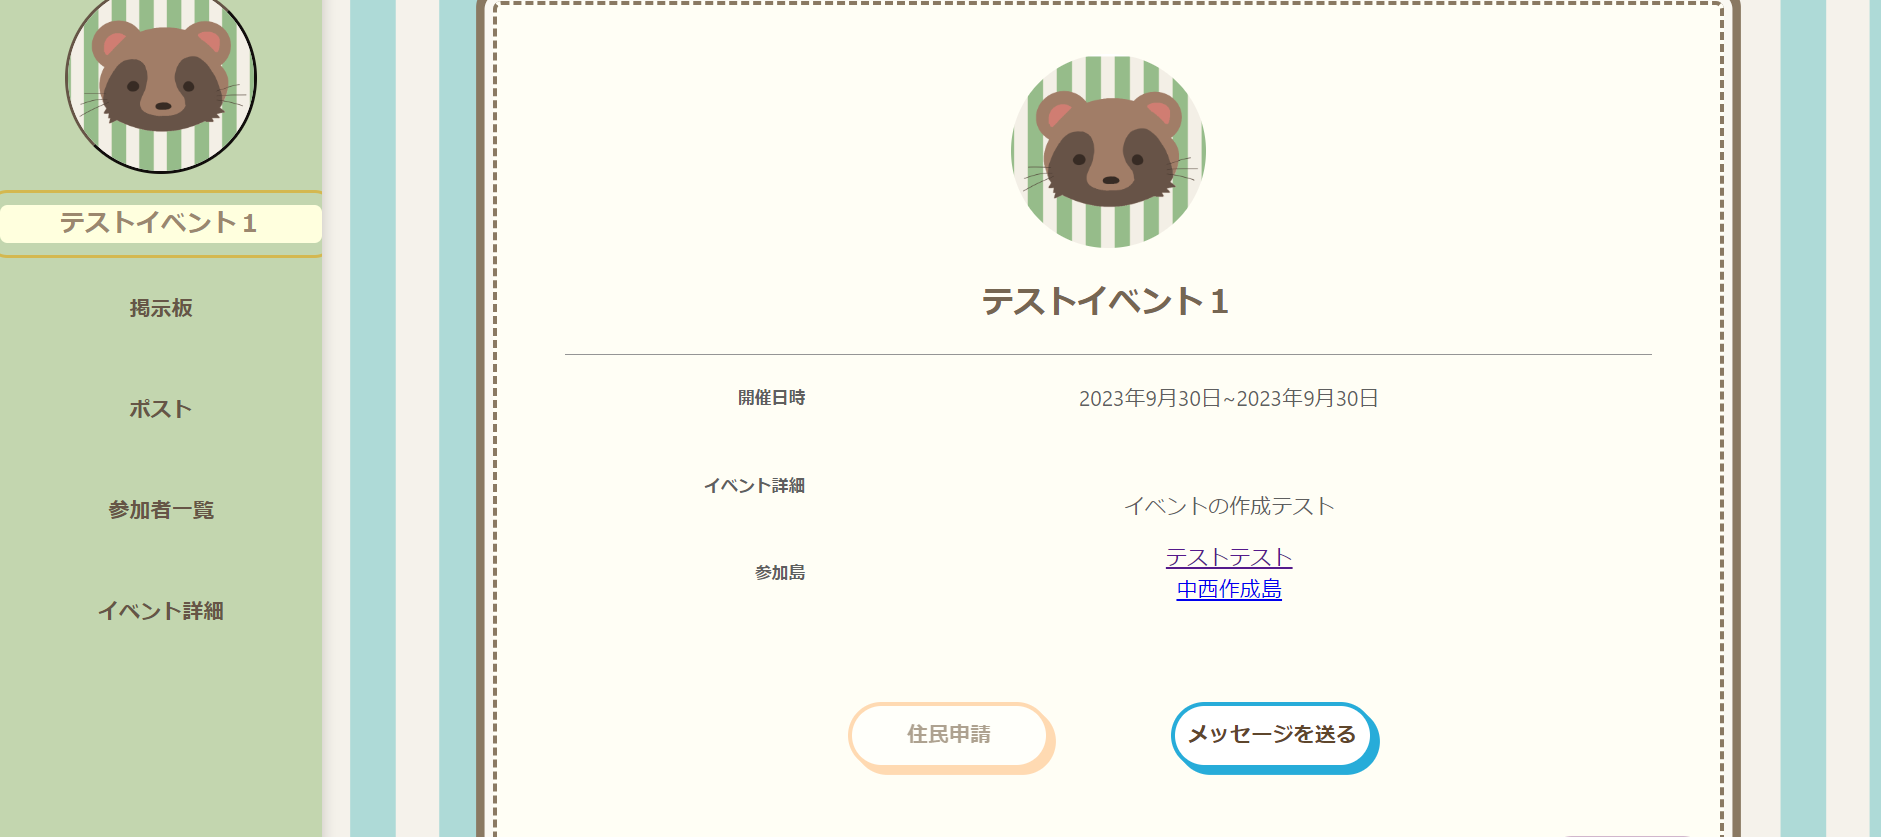 テストイベント１
掲示板
ポスト
参加者一覧
イベント詳細
テストイベント１
開催日時 2023年9月30日~2023年9月30日
イベント詳細
イベントの作成テスト
参加島
テストテスト
中西作成島
住民申請 メッセージを送る